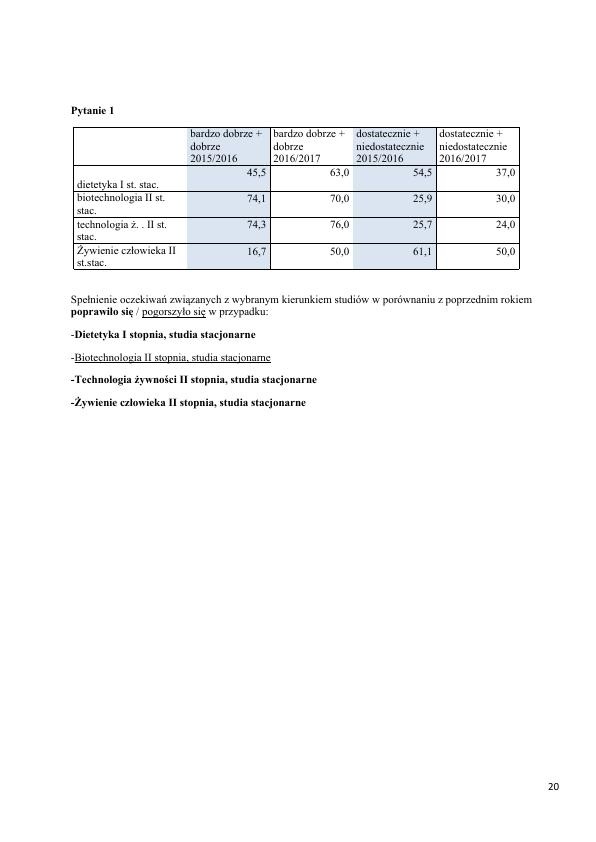 Pytanie 1
bardzo dobrze + dobrze 2015/2016 bardzo dobrze + dobrze 2016/2017 dostatecznie + niedostatecznie 2015/2016 dostatecznie + niedostatecznie 2016/2017
dietetyka I st. stac. 45,5 63,0 54,5 37,0
biotechnologia II st. stac. 74,1 70,0 25,9 30,0
technologia ż. . II st. stac. 74,3 76,0 25,7 24,0
Żywienie człowieka II st.stac. 16,7 50,0 61,1 50,0
Spełnienie oczekiwań związanych z wybranym kierunkiem studiów w porównaniu z poprzednim rokiem
poprawiło się / pogorszyło się w przypadku:
-Dietetyka I stopnia, studia stacjonarne
-Biotechnologia II stopnia, studia stacjonarne
-Technologia żywności II stopnia, studia stacjonarne
-Żywienie człowieka II stopnia, studia stacjonarne
20